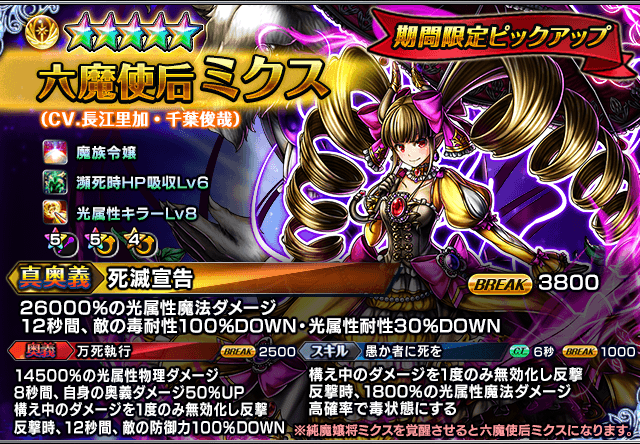 期間限定ピックアップ
六魔使后ミクス
(CV.長江里加・千葉俊哉)
魔族令嬢
瀕死時HP吸収Lv6
光属性キラーLv8
5 5 4
真奥義 死滅宣告 BREAK 3800
26000%の光属性魔法ダメージ
12秒間、敵の毒耐性100%DOWN・光属性耐性30%DOWN
奥義 万死執行 BREAK 2500
14500%の光属性物理ダメージ
8秒間、自身の奥義ダメージ50%UP
構え中のダメージを1度のみ無効化し反撃
反撃時、12秒間、敵の防御力100%DOWN
スキル 愚か者に死を C.T. 6秒 BREAK 1000
構え中のダメージを1度のみ無効化し反撃
反撃時、1800%の光属性魔法ダメージ
高確率で毒状態にする
※純魔嬢将ミクスを覚醒させると六魔使后ミクスになります。